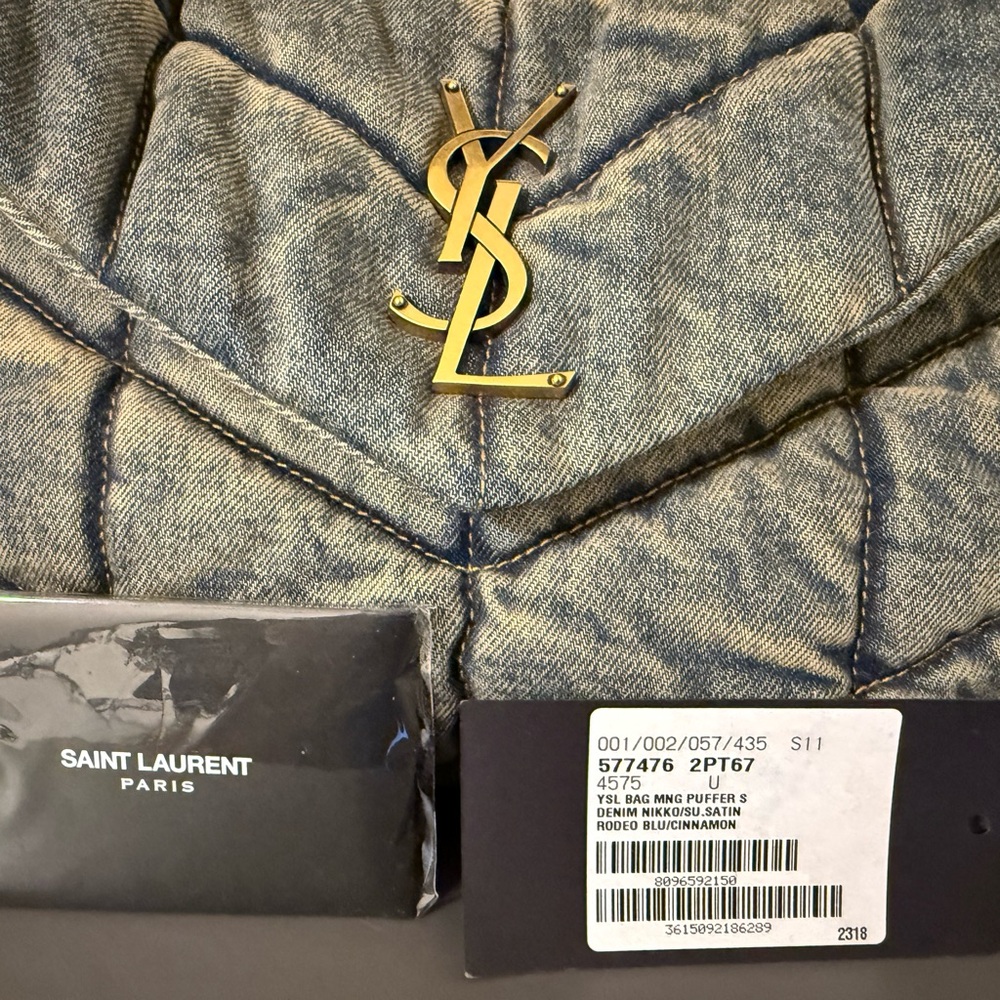 YSL
SAINT LAURENT
PARIS
001/002/057/435 S11
577476 2PT67
4575 U
YSL BAG MNG PUFFER S
DENIM NIKKO/SU.SATIN
RODEO BLU/CINNAMON
8096592150
3615092186289
2318